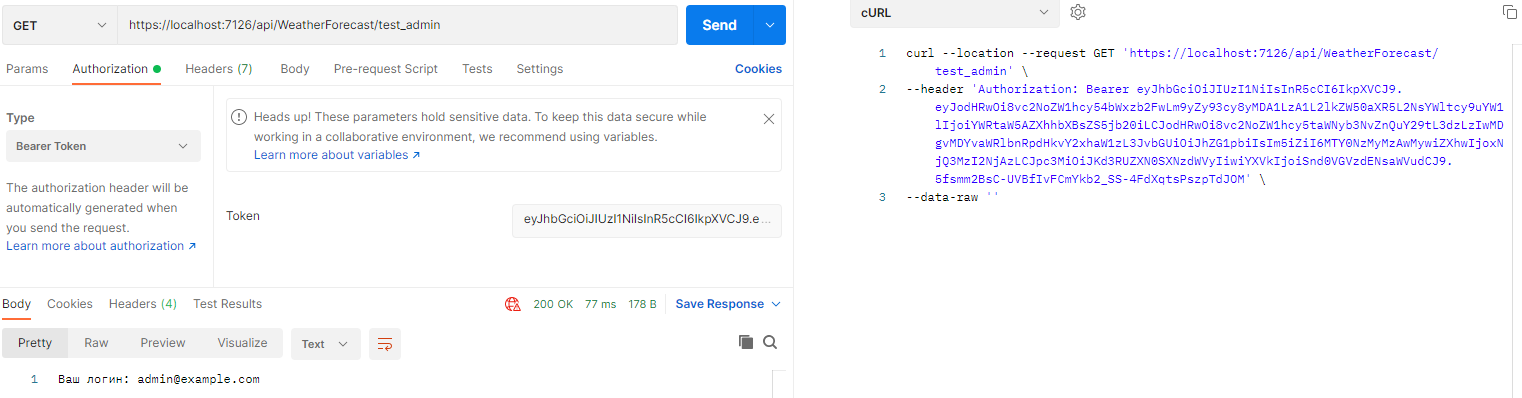 GET
https://localhost:7126/api/WeatherForecast/test_admin
Send
Params Authorization Headers (7) Body Pre-request Script Tests Settings Cookies
Type
Bearer Token
The authorization header will be
automatically generated when
you send the request.
Learn more about authorization ↗
Heads up! These parameters hold sensitive data. To keep this data secure while
working in a collaborative environment, we recommend using variables.
Learn more about variables ↗
Token
eyJhbGciOiJIUzI1NiIsInR5cCI6IkpXVCJ9.e...
Body Cookies Headers (4) Test Results
200 OK 77 ms 178 B Save Response
Pretty Raw Preview Visualize Text
1 Ваш логин: admin@example.com
cURL
1 curl --location --request GET 'https://localhost:7126/api/WeatherForecast/
test_admin' \
2 --header 'Authorization: Bearer eyJhbGciOiJIUzI1NiIsInR5cCI6IkpXVCJ9.
eyJodHRwOi8vc2NoZW1hcy54bWxzb2FwLm9yZy93cy8yMDA1LzA1L2lkZW50aXR5L2NsYWltcy9uYW1
lIjoiYWRtaW5AZXhhbXBsZS5jb20iLCJodHRwOi8vc2NoZW1hcy5taWNyb3NvZnQuY29tL3dzLzIwMD
gvMDYvaWRlbnRpdHkvY2xhaW1zL3JvbGUiOiJhZG1pbiIsIm5iZiI6MTY0NzMyMzAwMywiZXhwIjoxN
jQ3MzI2NjAzLCJpc3MiOiJKd3RUZXN0SXNzdWVyIiwiYXVkIjoiSnd0VGVzdENsaWVudCJ9.
5fsmm2BsC-UVBfIvFCmYkb2_SS-4FdXqtsPszpTdJOM' \
3 --data-raw ''